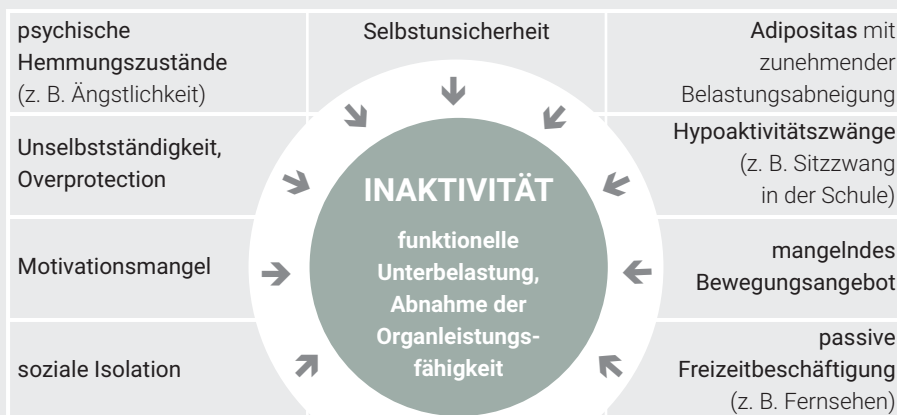 psychische
Hemmungszustände
(z. B. Ängstlichkeit)
Selbstunsicherheit
Adipositas mit
zunehmender
Belastungsabneigung
Unselbstständigkeit,
Overprotection
Hypoaktivitätszwänge
(z. B. Sitzzwang
in der Schule)
Motivationsmangel
mangelndes
Bewegungsangebot
soziale Isolation
passive
Freizeitbeschäftigung
(z. B. Fernsehen)
INAKTIVITÄT
funktionelle
Unterbelastung,
Abnahme der
Organleistungs-
fähigkeit